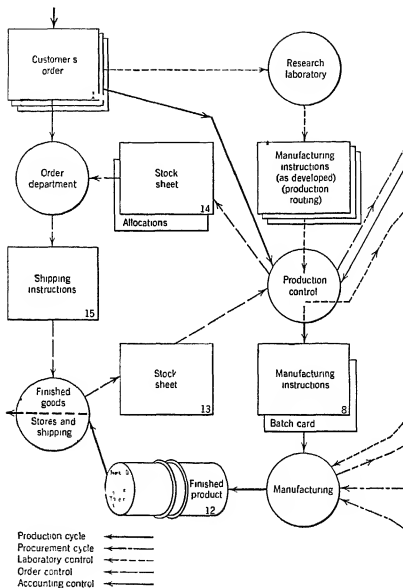 Customer's
order
1
Research
laboratory
Order
department
Stock
sheet
14
Allocations
Manufacturing
instructions
(as developed)
(production
routing)
Shipping
instructions
15
Production
control
Finished
goods
Stores and
shipping
Stock
sheet
13
Manufacturing
instructions
8
Batch card
Finished
product
12
Manufacturing
Production cycle
Procurement cycle
Laboratory control
Order control
Accounting control